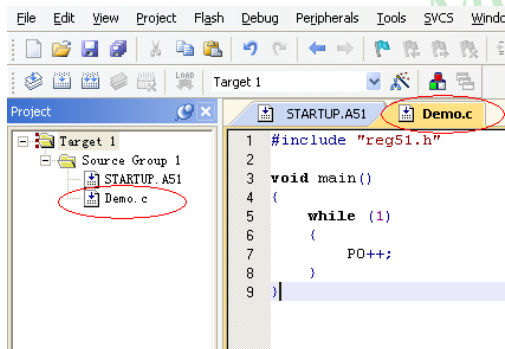 File Edit View Project Flash Debug Peripherals Tools SVCS Windo
LOAD Target 1
Project
STARTUP.A51 Demo.c
Target 1
Source Group 1
STARTUP.A51
Demo.c
1 #include "reg51.h"
2
3 void main()
4 {
5 while (1)
6 {
7 P0++;
8 }
9 }